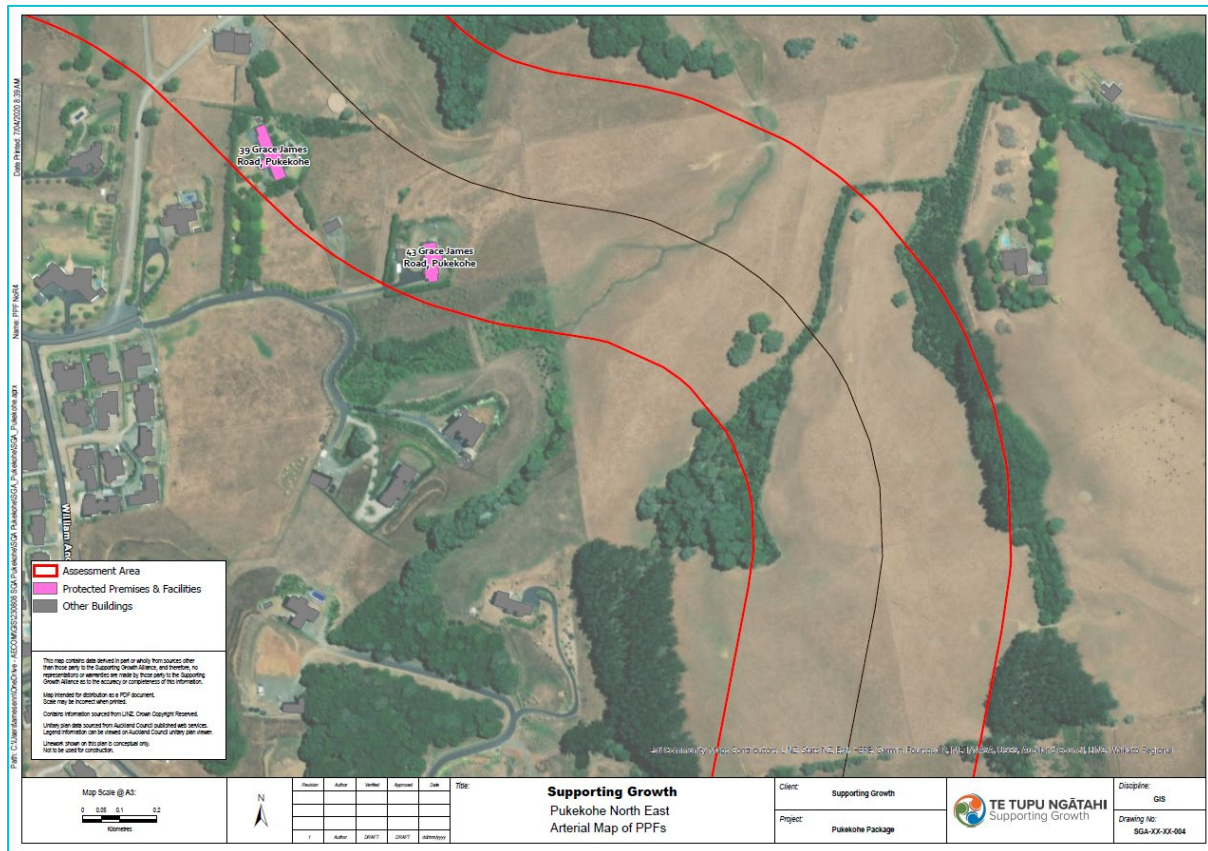 39 Grace James
Road, Pukekohe
43 Grace James
Road, Pukekohe
Date Printed: 7/04/2020 8:39AM
Name: PPF NoR4
William
Assessment Area
Protected Premises & Facilities
Other Buildings
This map contains data derived in part or wholly from sources other
than those party to the Supporting Growth Alliance, and therefore, no
representations or warranties are made by those party to the Supporting
Growth Alliance as to the accuracy or completeness of this information.
Map intended for distribution as a PDF document.
Scale may be incorrect when printed.
Contains information sourced from LINZ. Crown Copyright Reserved.
Unitary plan data sourced from Auckland Council published web services.
Legend information can be viewed on Auckland Council unitary plan viewer.
Linework shown on this plan is conceptual only.
Not to be used for construction.
Map Scale @ A3:
0 0.05 0.1 0.2
Kilometres
N
Revision Author Verified Approved Date
1 Author DRAFT DRAFT dd/mm/yyyy
Title:
Supporting Growth
Pukekohe North East
Arterial Map of PPFs
Client:
Supporting Growth
Project:
Pukekohe Package
TE TUPU NGĀTAHI
Supporting Growth
Discipline:
GIS
Drawing No:
SGA-XX-XX-004